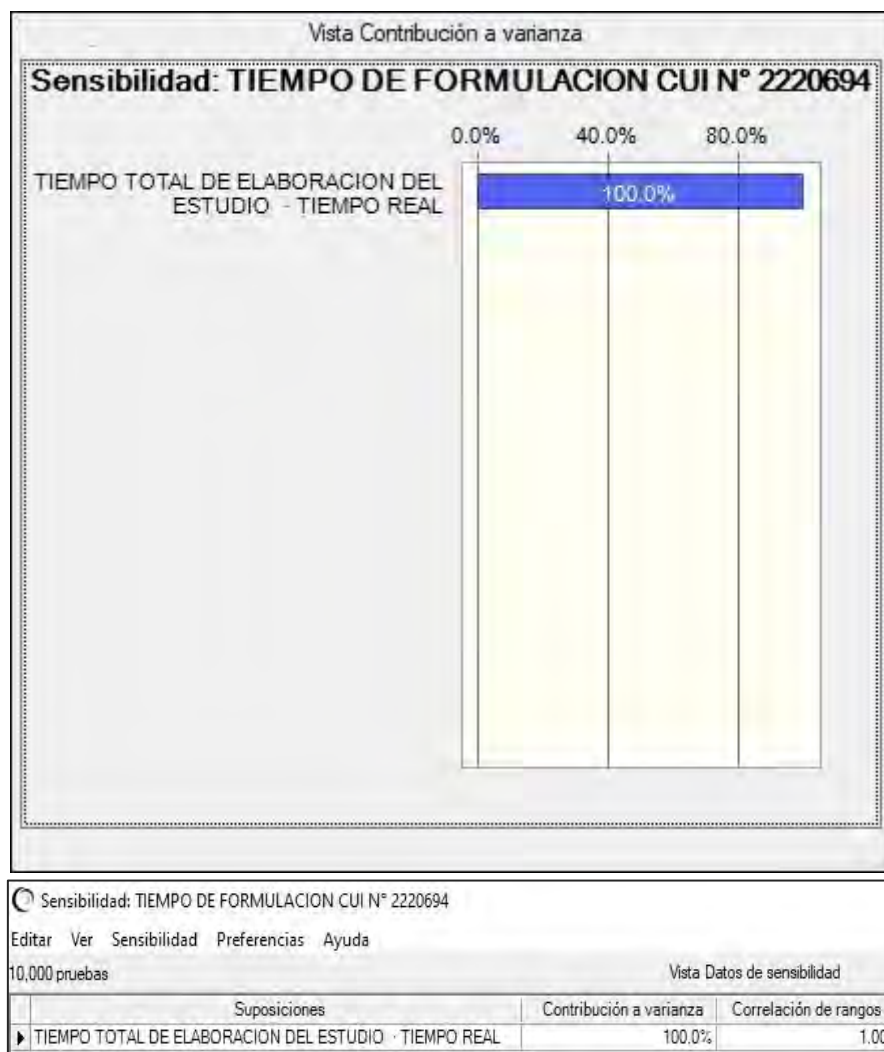 Vista Contribución a varianza
Sensibilidad: TIEMPO DE FORMULACION CUI N° 2220694
0.0% 40.0% 80.0%
TIEMPO TOTAL DE ELABORACION DEL
ESTUDIO - TIEMPO REAL
100.0%
Sensibilidad: TIEMPO DE FORMULACION CUI N° 2220694
Editar Ver Sensibilidad Preferencias Ayuda
10,000 pruebas Vista Datos de sensibilidad
Suposiciones Contribución a varianza Correlación de rangos
TIEMPO TOTAL DE ELABORACION DEL ESTUDIO - TIEMPO REAL 100.0% 1.00